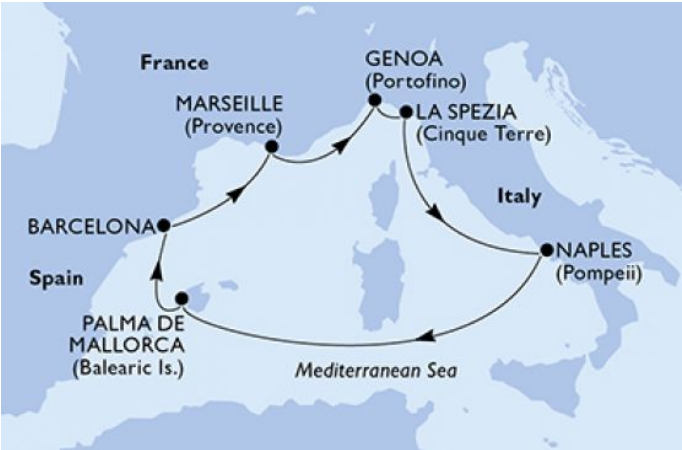 France
GENOA
(Portofino)
MARSEILLE
(Provence)
LA SPEZIA
(Cinque Terre)
Italy
BARCELONA
NAPLES
(Pompeii)
Spain
PALMA DE
MALLORCA
(Balearic Is.)
Mediterranean Sea